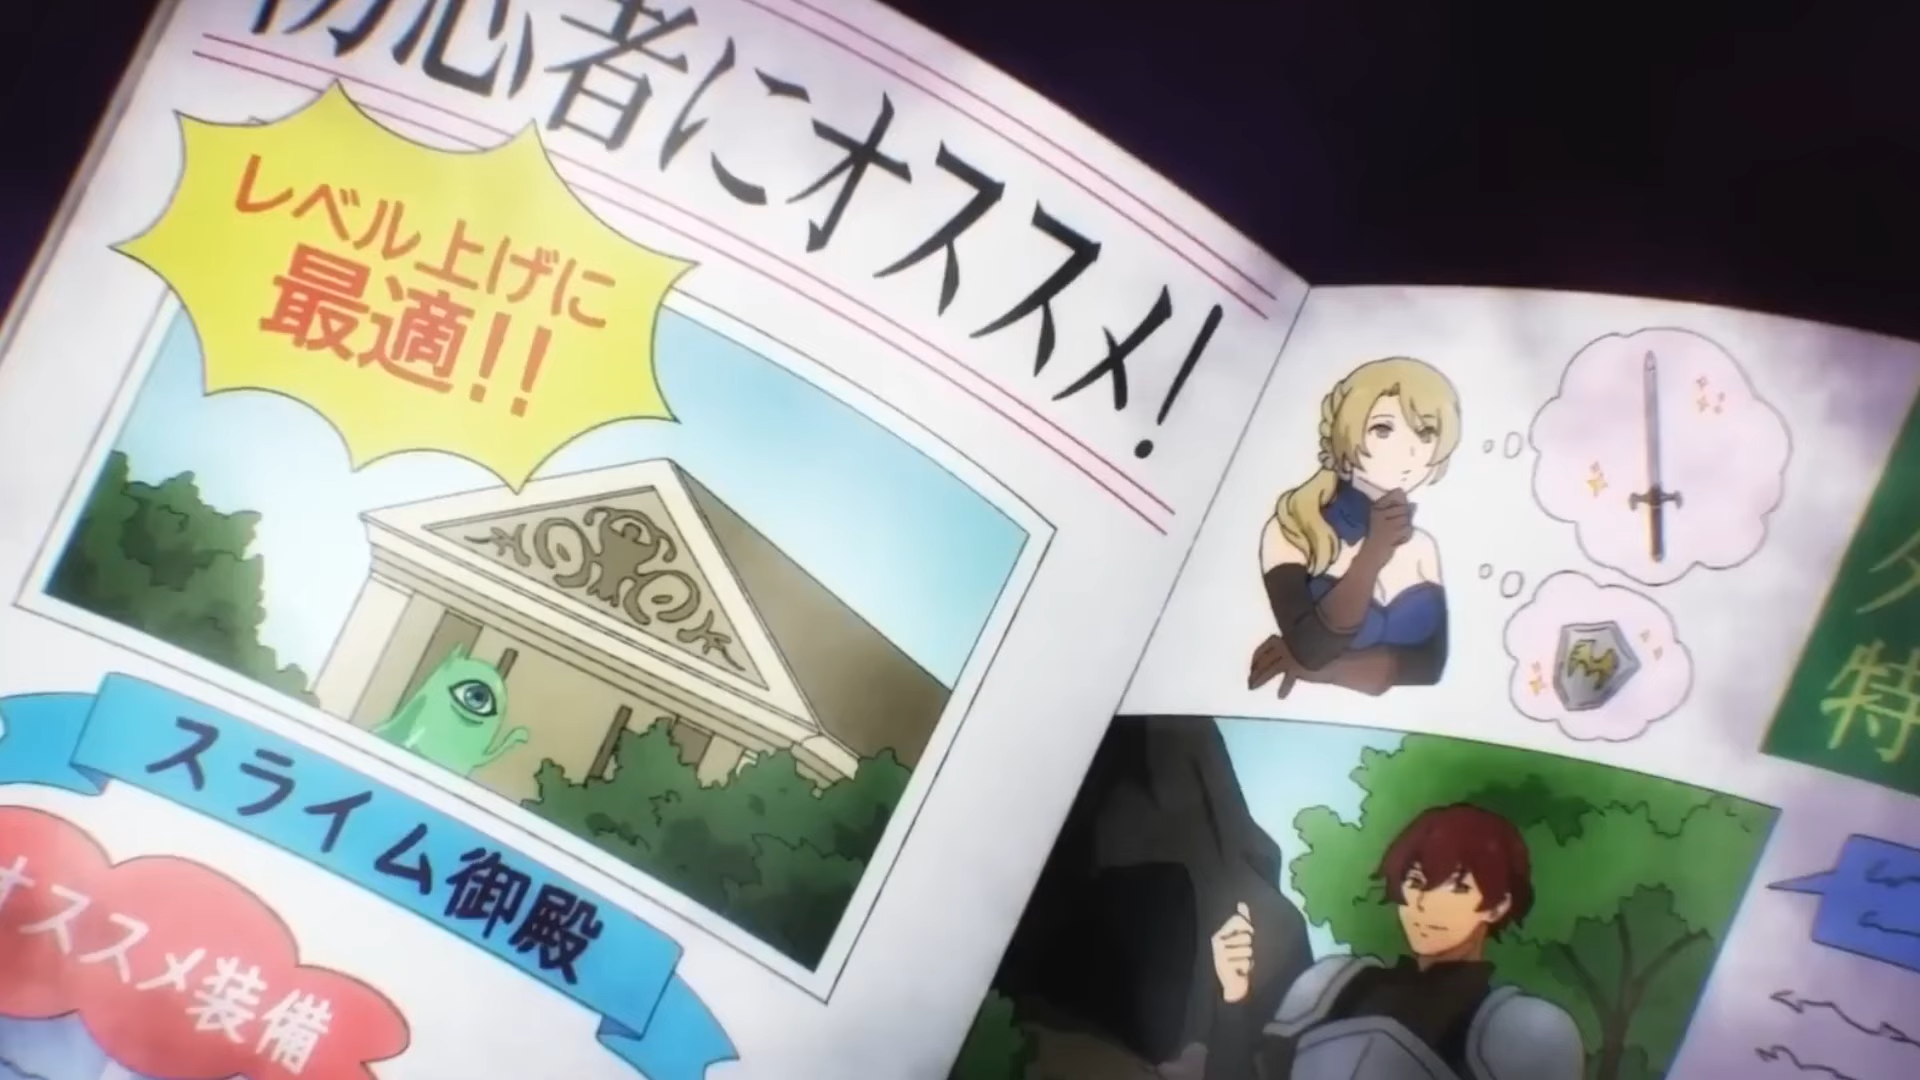 初心者にオススメ!
レベル上げに
最適!!
スライム御殿
オススメ装備
特